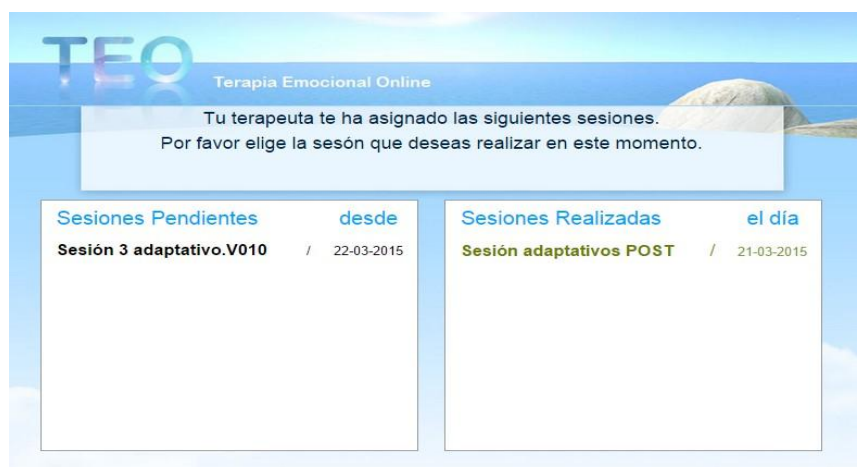 TEO
Terapia Emocional Online
Tu terapeuta te ha asignado las siguientes sesiones.
Por favor elige la sesón que deseas realizar en este momento.
Sesiones Pendientes desde
Sesión 3 adaptativo.V010 / 22-03-2015
Sesiones Realizadas el día
Sesión adaptativos POST / 21-03-2015